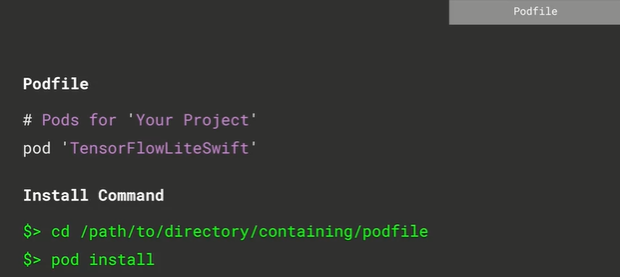 Podfile
Podfile
# Pods for 'Your Project'
pod 'TensorFlowLiteSwift'
Install Command
$> cd /path/to/directory/containing/podfile
$> pod install